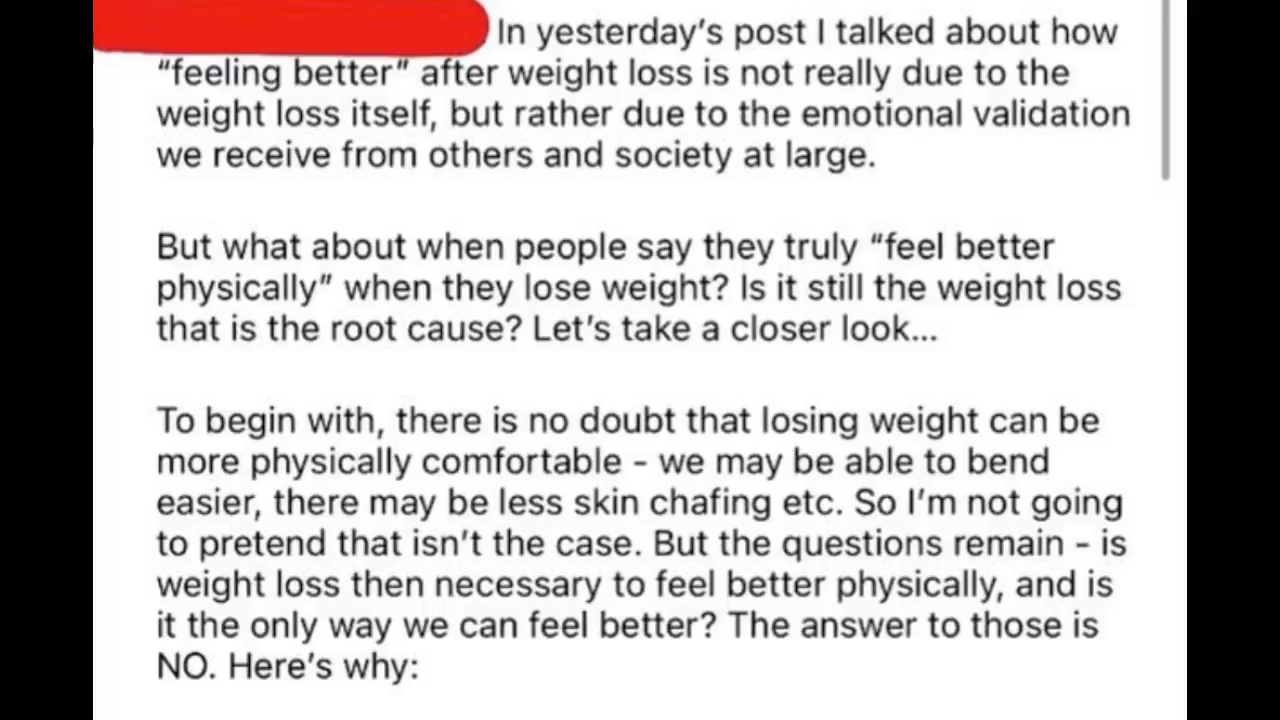 In yesterday’s post I talked about how
“feeling better” after weight loss is not really due to the
weight loss itself, but rather due to the emotional validation
we receive from others and society at large.
But what about when people say they truly “feel better
physically” when they lose weight? Is it still the weight loss
that is the root cause? Let’s take a closer look...
To begin with, there is no doubt that losing weight can be
more physically comfortable - we may be able to bend
easier, there may be less skin chafing etc. So I’m not going
to pretend that isn’t the case. But the questions remain - is
weight loss then necessary to feel better physically, and is
it the only way we can feel better? The answer to those is
NO. Here’s why: